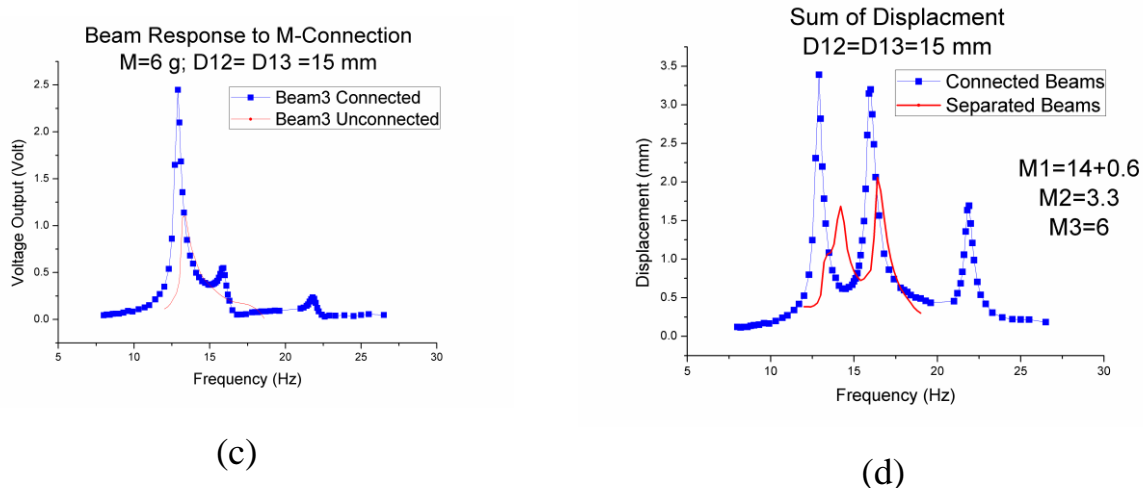 Beam Response to M-Connection
M=6 g; D12= D13 =15 mm
Beam3 Connected
Beam3 Unconnected
Voltage Output (Volt)
2.5
2.0
1.5
1.0
0.5
0.0
5
10
15
20
25
30
Frequency (Hz)
(c)
Sum of Displacment
D12=D13=15 mm
Connected Beams
Separated Beams
Displacement (mm)
3.5
3.0
2.5
2.0
1.5
1.0
0.5
0.0
M1=14+0.6
M2=3.3
M3=6
10
15
20
25
30
Frequency (Hz)
(d)